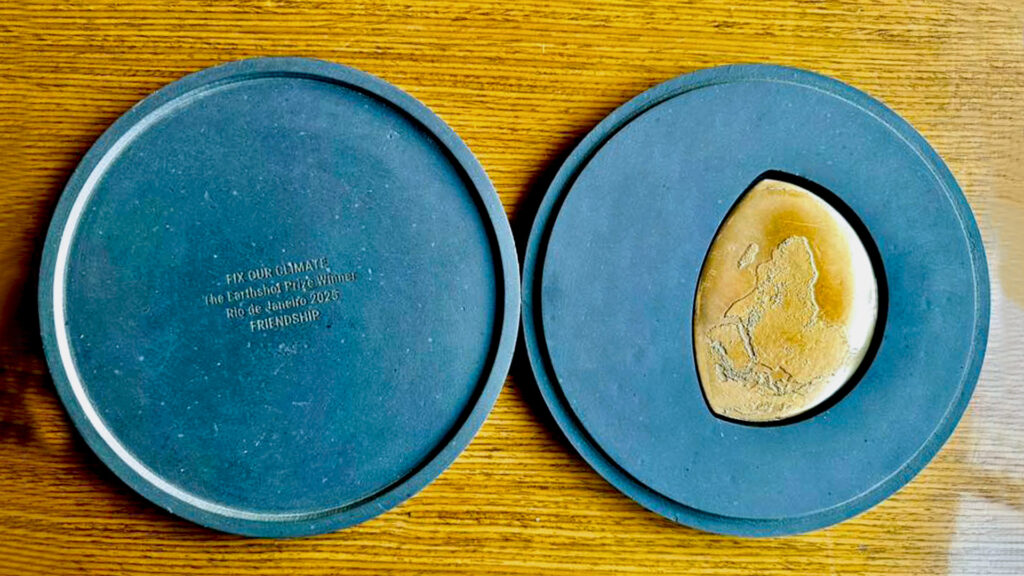 FIX OUR CLIMATE
The Earthshot Prize Winner
Rio de Janeiro 2025
FRIENDSHIP